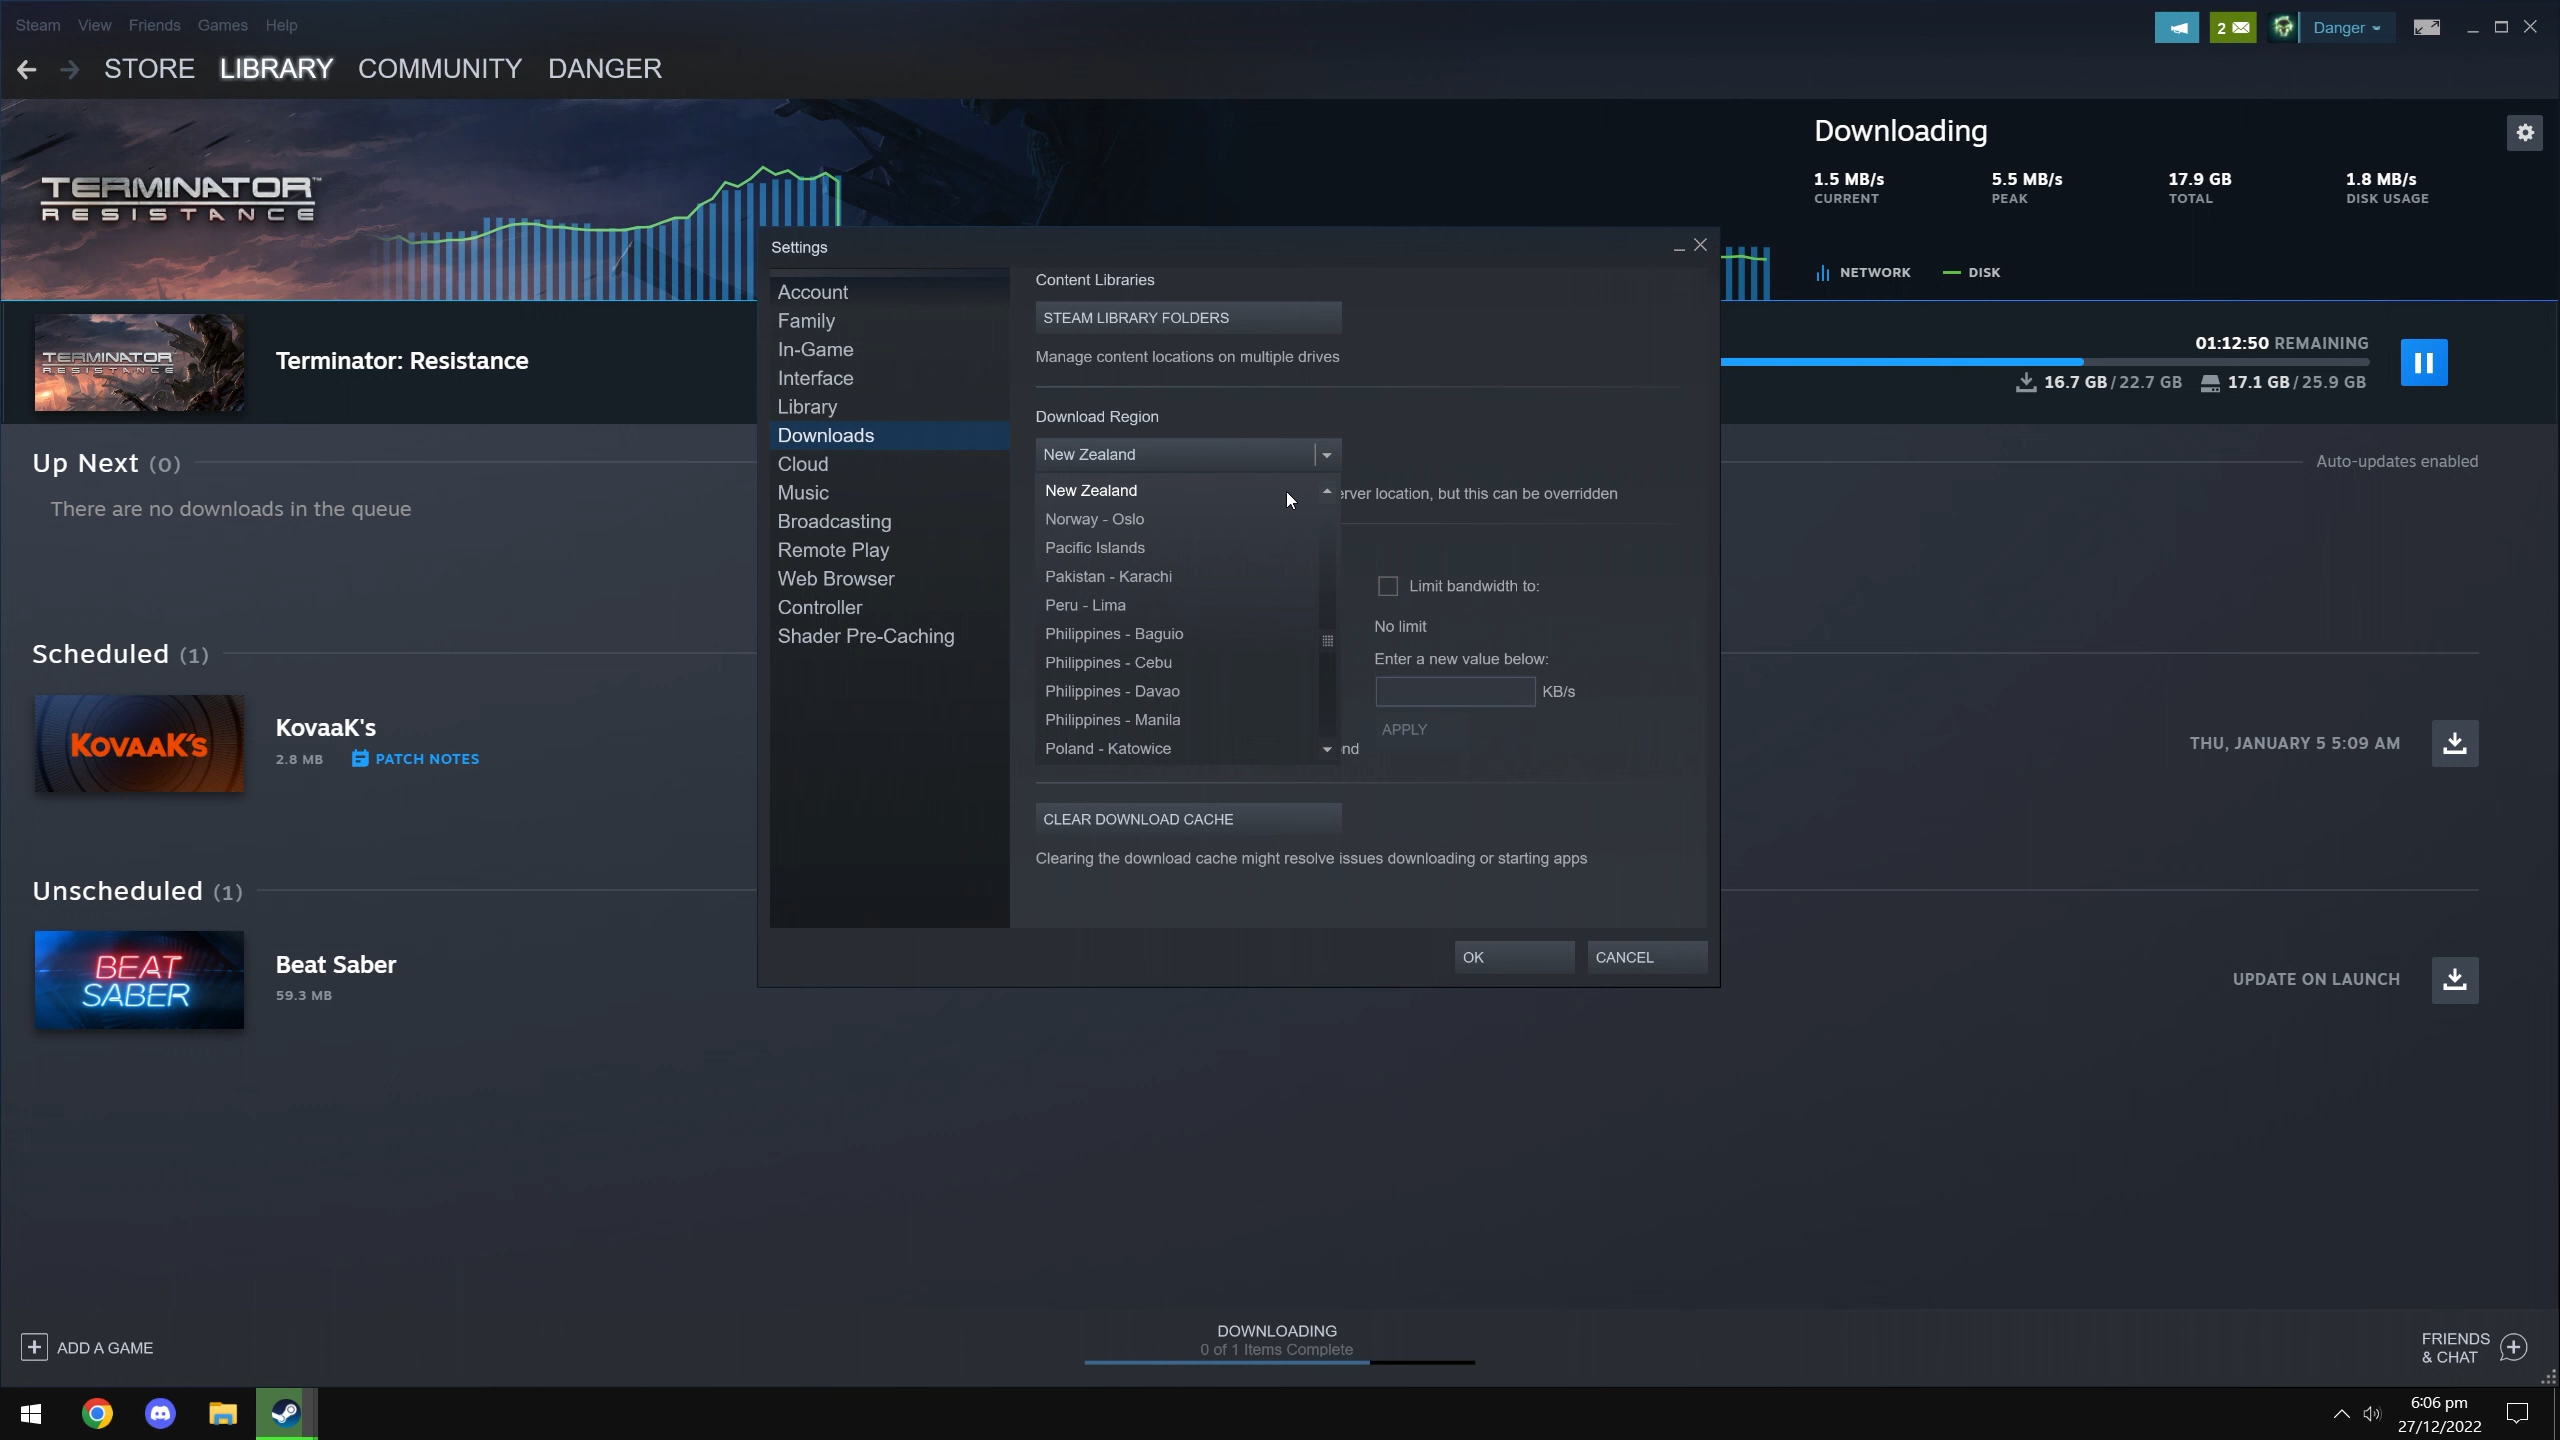 Steam View Friends Games Help
2 Danger
STORE LIBRARY COMMUNITY DANGER
TERMINATOR™
RESISTANCE
Downloading
1.5 MB/s 5.5 MB/s 17.9 GB 1.8 MB/s
CURRENT PEAK TOTAL DISK USAGE
NETWORK DISK
TERMINATOR
RESISTANCE
Terminator: Resistance
01:12:50 REMAINING
16.7 GB / 22.7 GB 17.1 GB / 25.9 GB
Up Next (0)
Auto-updates enabled
There are no downloads in the queue
Scheduled (1)
KOVAAK'S
KovaaK's
2.8 MB PATCH NOTES
THU, JANUARY 5 5:09 AM
Unscheduled (1)
BEAT
SABER
Beat Saber
59.3 MB
UPDATE ON LAUNCH
Settings
Account
Family
In-Game
Interface
Library
Downloads
Cloud
Music
Broadcasting
Remote Play
Web Browser
Controller
Shader Pre-Caching
Content Libraries
STEAM LIBRARY FOLDERS
Manage content locations on multiple drives
Download Region
New Zealand
New Zealand
Norway - Oslo
Pacific Islands
Pakistan - Karachi
Peru - Lima
Philippines - Baguio
Philippines - Cebu
Philippines - Davao
Philippines - Manila
Poland - Katowice
erver location, but this can be overridden
Limit bandwidth to:
No limit
Enter a new value below:
KB/s
APPLY
ond
CLEAR DOWNLOAD CACHE
Clearing the download cache might resolve issues downloading or starting apps
OK CANCEL
ADD A GAME
DOWNLOADING
0 of 1 Items Complete
FRIENDS
& CHAT
6:06 pm
27/12/2022